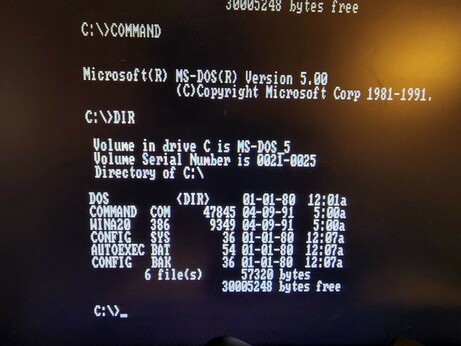 30005248 bytes free
C:\>COMMAND
Microsoft(R) MS-DOS(R) Version 5.00
(C)Copyright Microsoft Corp 1981-1991.
C:\>DIR
Volume in drive C is MS-DOS_5
Volume Serial Number is 0021-0025
Directory of C:\
DOS <DIR> 01-01-80 12:01a
COMMAND COM 47845 04-09-91 5:00a
WINA20 386 9349 04-09-91 5:00a
CONFIG SYS 36 01-01-80 12:07a
AUTOEXEC BAT 54 01-01-80 12:07a
CONFIG BAK 36 01-01-80 12:07a
6 file(s) 57320 bytes
30005248 bytes free
C:\>_